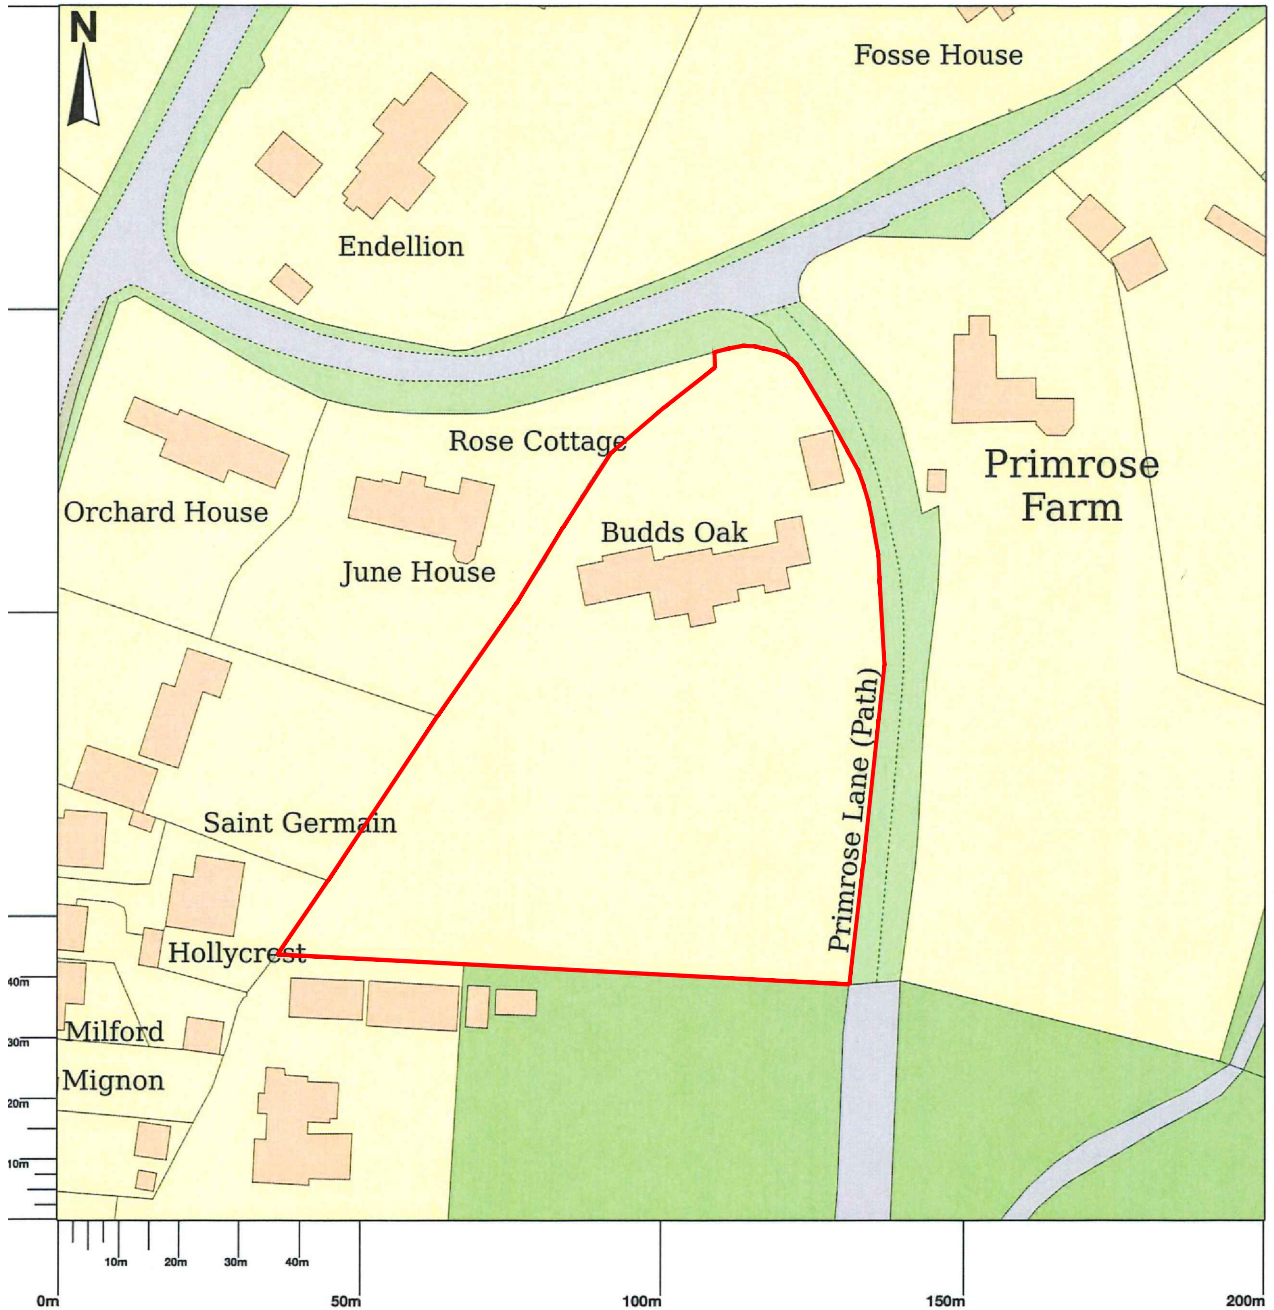 N
Fosse House
Endellion
Rose Cottage
Primrose
Farm
Orchard House
Budds Oak
June House
Primrose Lane (Path)
Saint Germain
Hollycrest
40m
Milford
30m
Mignon
20m
10m
10m
20m
30m
40m
0m
50m
100m
150m
200m